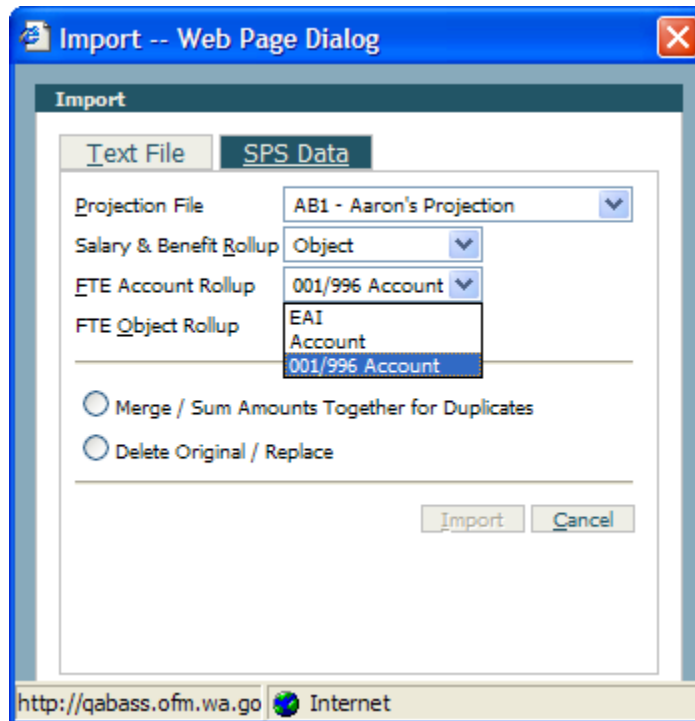 Import -- Web Page Dialog
Import
Text File SPS Data
Projection File AB1 - Aaron's Projection
Salary & Benefit Rollup Object
FTE Account Rollup 001/996 Account
FTE Object Rollup EAI
Account
001/996 Account
Merge / Sum Amounts Together for Duplicates
Delete Original / Replace
Import Cancel
http://qabass.ofm.wa.go Internet